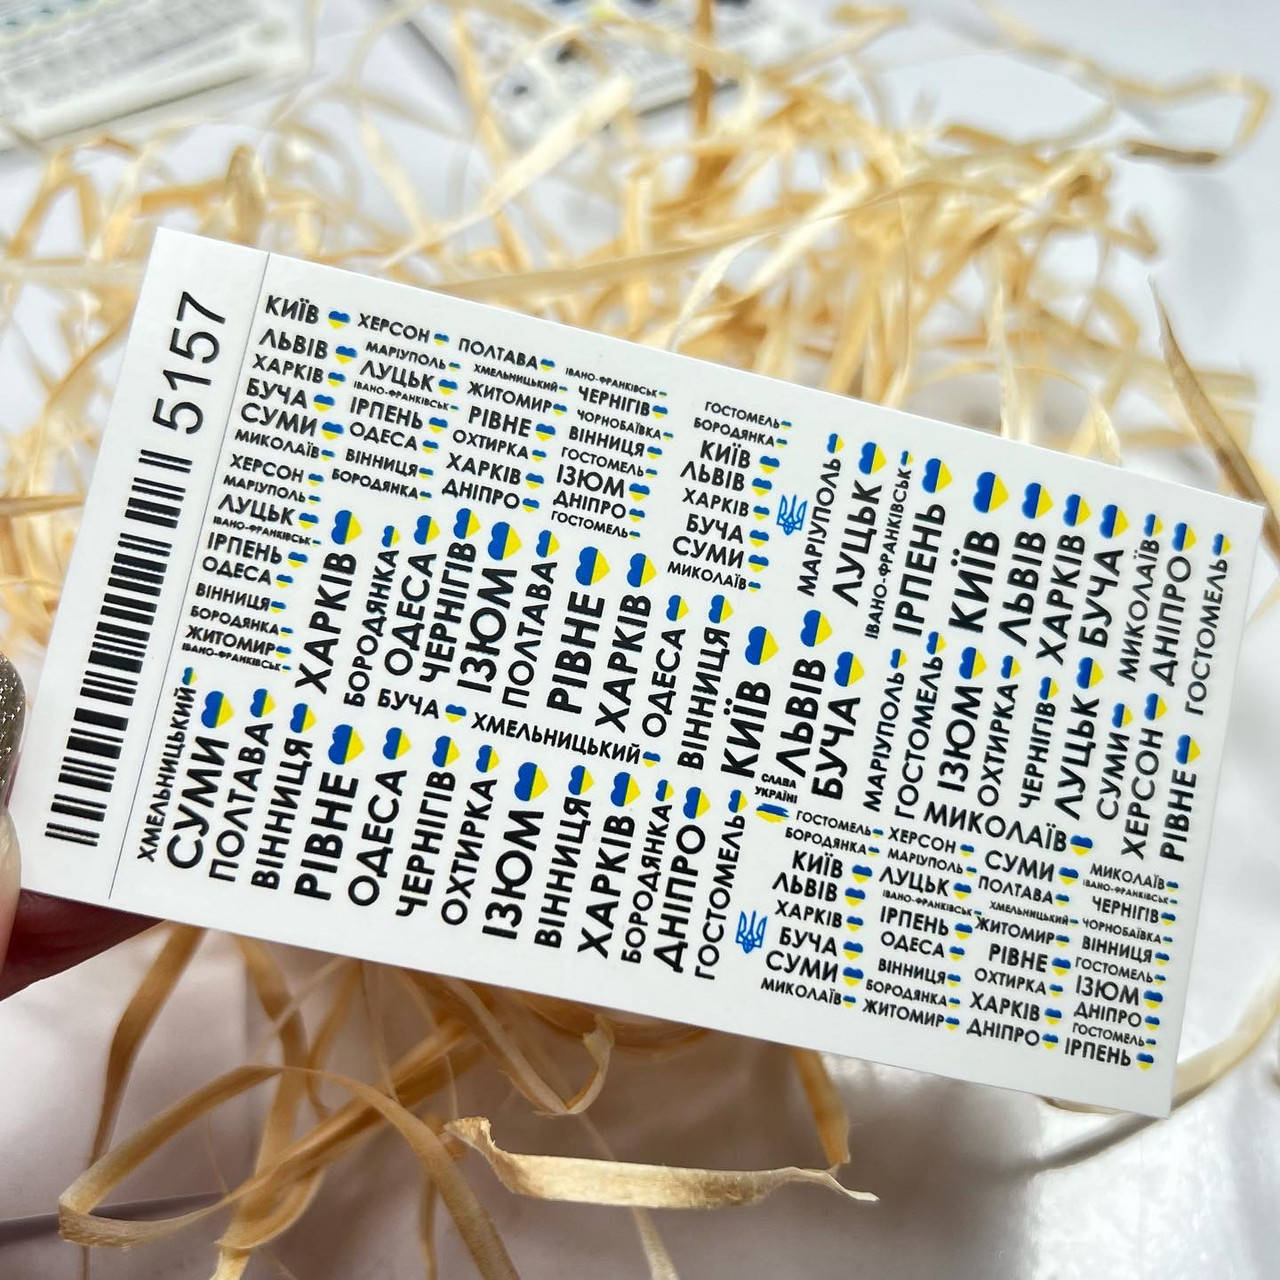 5157
КИЇВ ХЕРСОН ПОЛТАВА ІВАНО-ФРАНКІВСЬК
ЛЬВІВ МАРІУПОЛЬ ХМЕЛЬНИЦЬКИЙ ЧЕРНІГІВ
ХАРКІВ ЛУЦЬК ЖИТОМИР ЧОРНОБАЇВКА
БУЧА ІВАНО-ФРАНКІВСЬК РІВНЕ ВІННИЦЯ
СУМИ ІРПЕНЬ ОХТИРКА ГОСТОМЕЛЬ
МИКОЛАЇВ ОДЕСА ХАРКІВ ІЗЮМ
ХЕРСОН ВІННИЦЯ ДНІПРО ДНІПРО
МАРІУПОЛЬ БОРОДЯНКА ГОСТОМЕЛЬ
ЛУЦЬК
ІВАНО-ФРАНКІВСЬК
ІРПЕНЬ
ОДЕСА
ВІННИЦЯ
БОРОДЯНКА
ЖИТОМИР
ІВАНО-ФРАНКІВСЬК
ХАРКІВ
БОРОДЯНКА
ОДЕСА
ЧЕРНІГІВ
ІЗЮМ
ПОЛТАВА
РІВНЕ
ХАРКІВ
ОДЕСА
ВІННИЦЯ
КИЇВ
ЛЬВІВ
БУЧА
БУЧА ХМЕЛЬНИЦЬКИЙ
ХМЕЛЬНИЦЬКИЙ
СУМИ
ПОЛТАВА
ВІННИЦЯ
РІВНЕ
ОДЕСА
ЧЕРНІГІВ
ОХТИРКА
ІЗЮМ
ВІННИЦЯ
ХАРКІВ
БОРОДЯНКА
ДНІПРО
ГОСТОМЕЛЬ
ГОСТОМЕЛЬ
БОРОДЯНКА
КИЇВ
ЛЬВІВ
ХАРКІВ
БУЧА
СУМИ
МИКОЛАЇВ
МАРІУПОЛЬ
ЛУЦЬК
ІВАНО-ФРАНКІВСЬК
ІРПЕНЬ
КИЇВ
ЛЬВІВ
ХАРКІВ
БУЧА
МИКОЛАЇВ
ДНІПРО
ГОСТОМЕЛЬ
МАРІУПОЛЬ
ГОСТОМЕЛЬ
ІЗЮМ
ОХТИРКА
ЧЕРНІГІВ
ЛУЦЬК
СУМИ
ХЕРСОН
РІВНЕ
МИКОЛАЇВ
СЛАВА
УКРАЇНІ
ГОСТОМЕЛЬ ХЕРСОН СУМИ МИКОЛАЇВ
БОРОДЯНКА МАРІУПОЛЬ ПОЛТАВА ІВАНО-ФРАНКІВСЬК
КИЇВ ЛУЦЬК ХМЕЛЬНИЦЬКИЙ ЧЕРНІГІВ
ЛЬВІВ ІВАНО-ФРАНКІВСЬК ЖИТОМИР ЧОРНОБАЇВКА
ХАРКІВ ІРПЕНЬ РІВНЕ ВІННИЦЯ
БУЧА ОДЕСА ОХТИРКА ГОСТОМЕЛЬ
СУМИ ВІННИЦЯ ХАРКІВ ІЗЮМ
МИКОЛАЇВ БОРОДЯНКА ДНІПРО ДНІПРО
ЖИТОМИР ГОСТОМЕЛЬ
ІРПЕНЬ